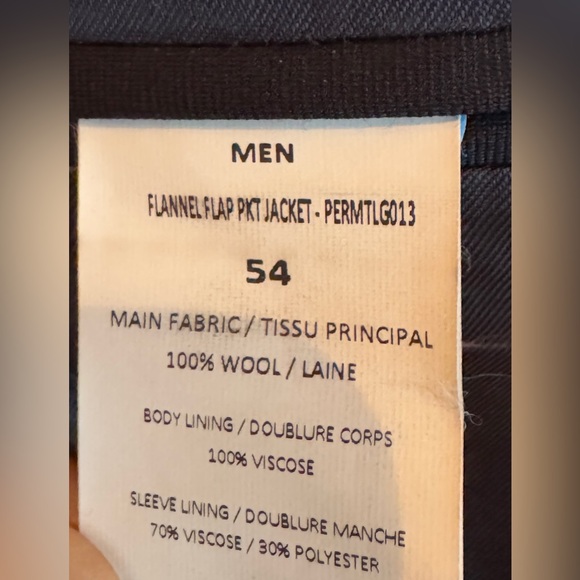 MEN
FLANNEL FLAP PKT JACKET - PERMTLG013
54
MAIN FABRIC / TISSU PRINCIPAL
100% WOOL / LAINE
BODY LINING / DOUBLURE CORPS
100% VISCOSE
SLEEVE LINING / DOUBLURE MANCHE
70% VISCOSE / 30% POLYESTER